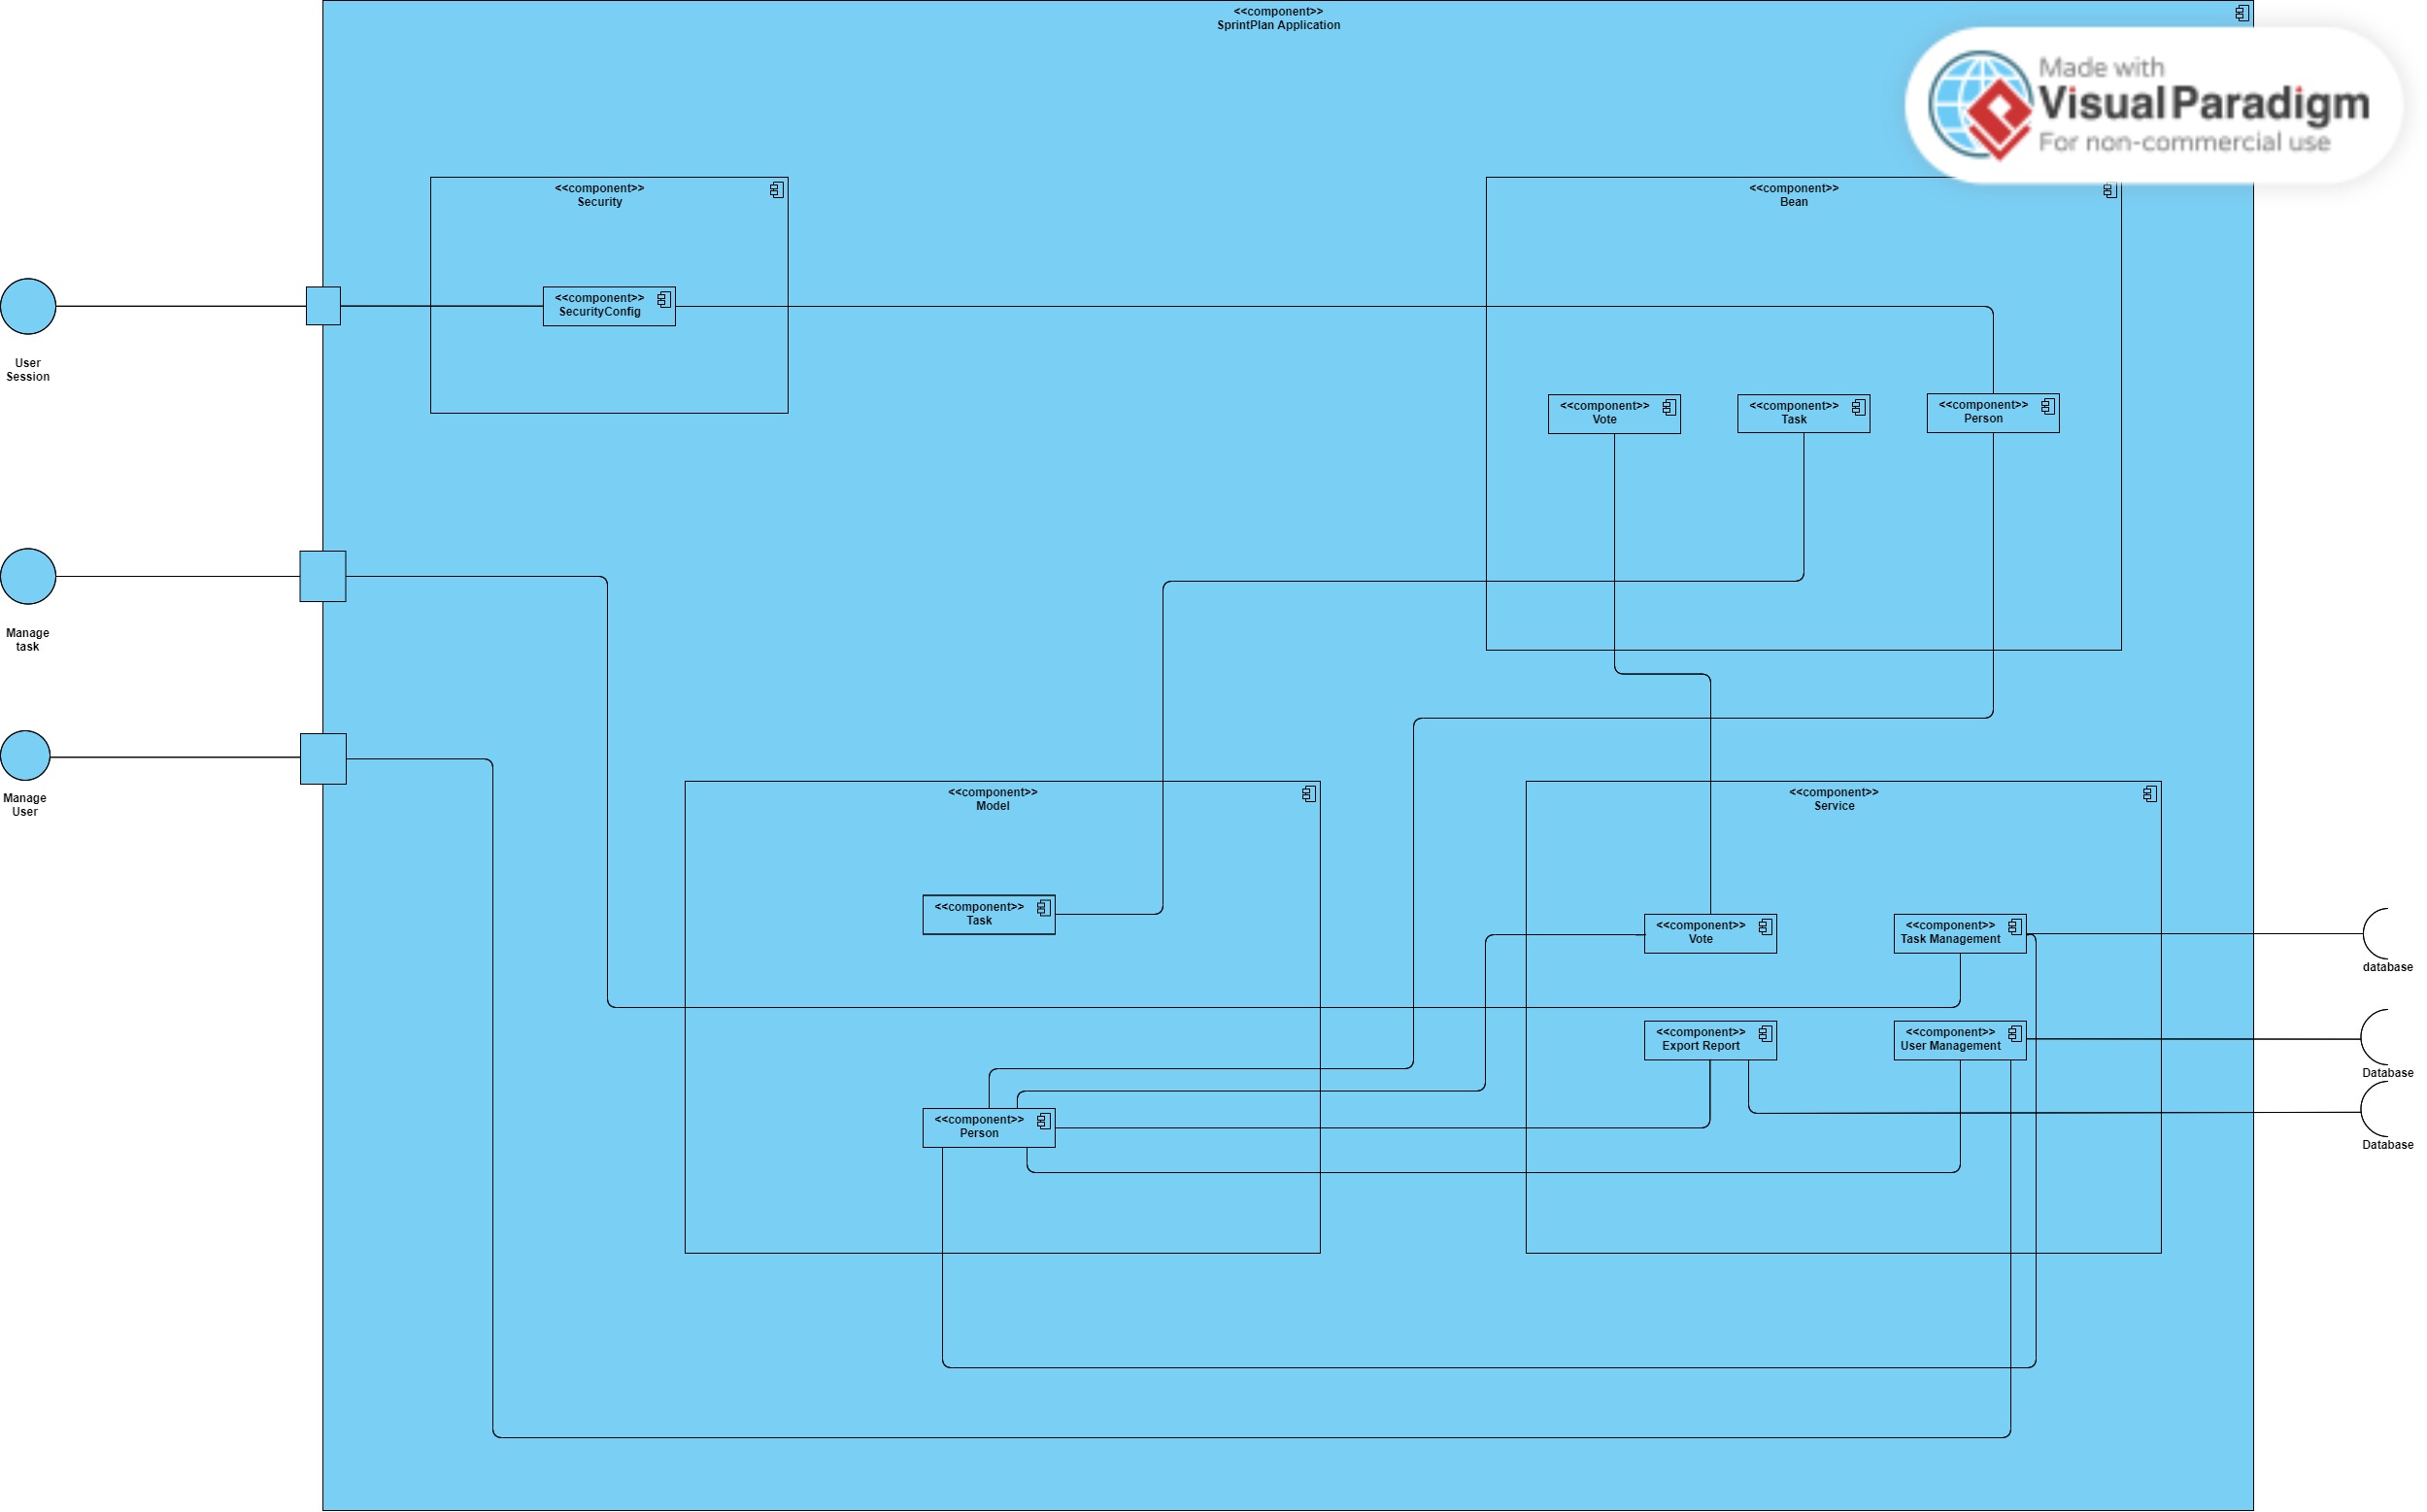 <<component>>
SprintPlan Application
Made with
Visual Paradigm
For non-commercial use
<<component>>
Security
<<component>>
Bean
<<component>>
SecurityConfig
User
Session
<<component>>
Vote
<<component>>
Task
<<component>>
Person
Manage
task
Manage
User
<<component>>
Model
<<component>>
Service
<<component>>
Task
<<component>>
Vote
<<component>>
Task Management
database
<<component>>
Export Report
<<component>>
User Management
Database
<<component>>
Person
Database